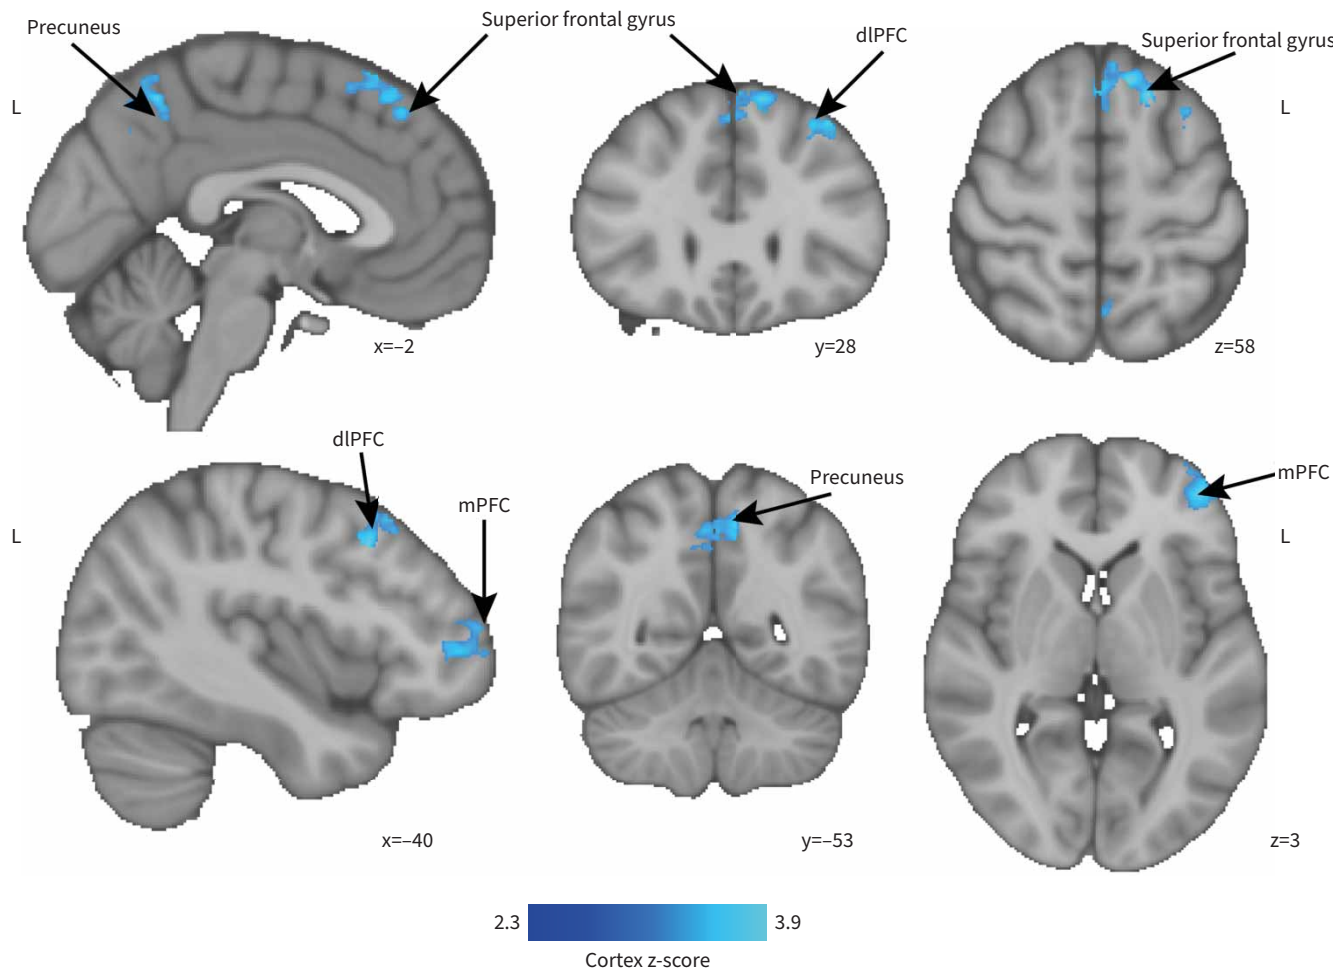 Precuneus
Superior frontal gyrus
dlPFC
Superior frontal gyrus
L
L
x=–2
y=28
z=58
dlPFC
mPFC
Precuneus
mPFC
L
L
x=–40
y=–53
z=3
2.3
3.9
Cortex z-score